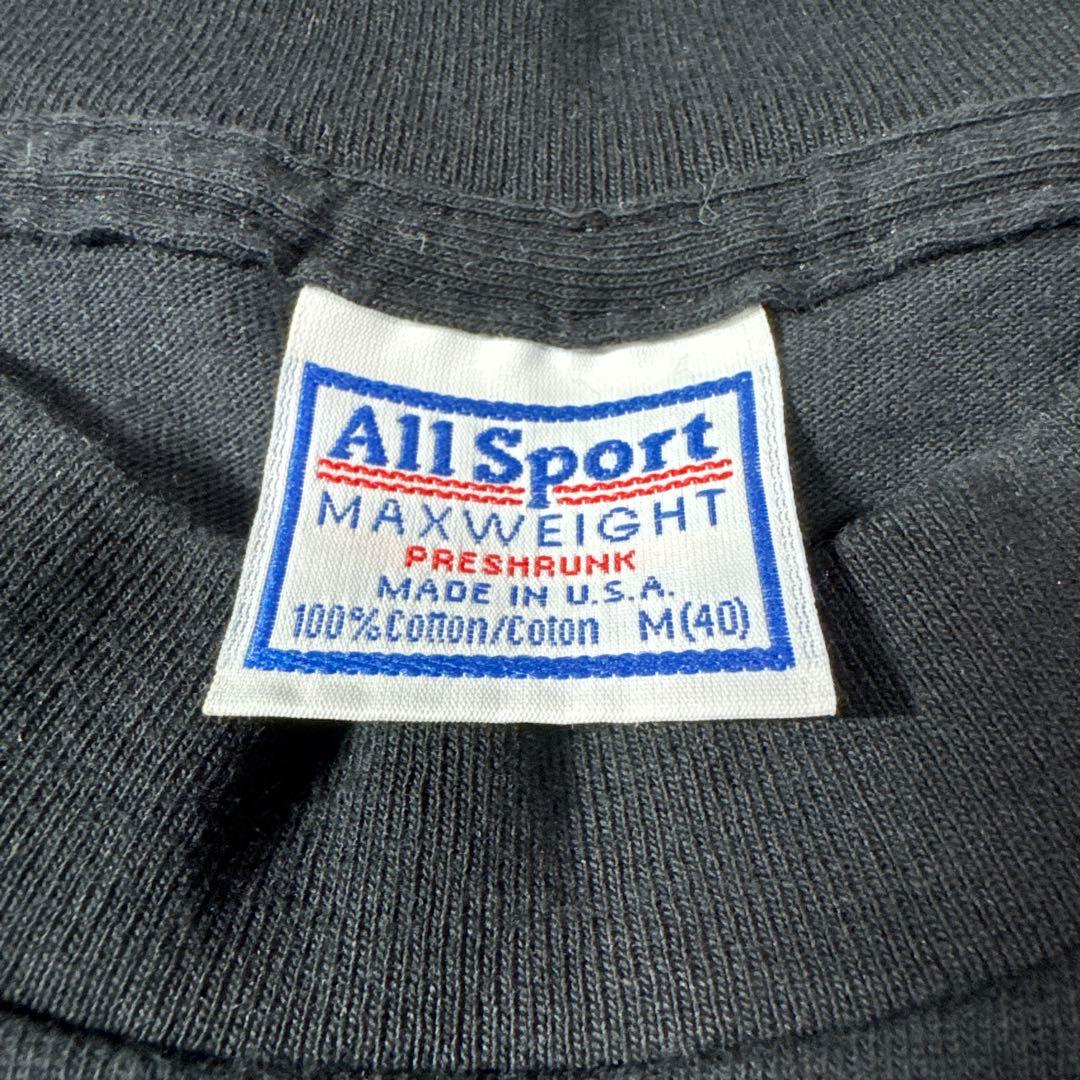 All Sport
MAXWEIGHT
PRESHRUNK
MADE IN U.S.A.
100% Cotton/Coton M(40)